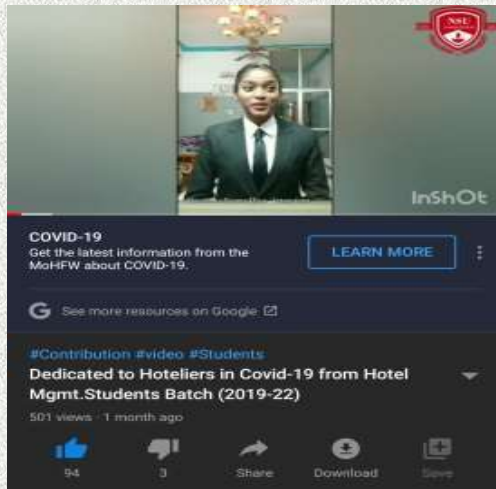 NSU
InShOt
COVID-19
Get the latest information from the
MoHFW about COVID-19.
LEARN MORE
G See more resources on Google
#Contribution #video #Students
Dedicated to Hoteliers in Covid-19 from Hotel
Mgmt.Students Batch (2019-22)
501 views · 1 month ago
94
3
Share
Download
Save